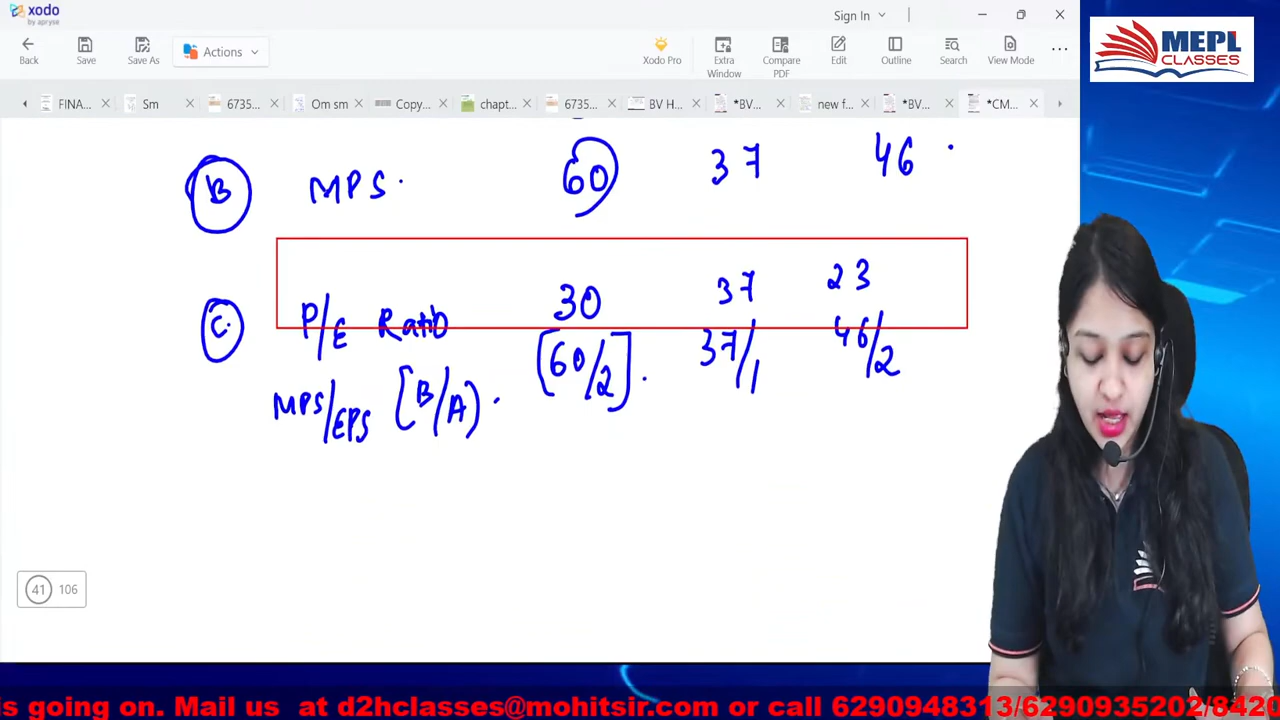 xodo
by apryse
Sign In
Back
Save
Save As
Actions
Xodo Pro
Extra Window
Compare PDF
Edit
Outline
Search
View Mode
MEPL
CLASSES
FINA...
Sm
6735...
Om sm
Copy...
chapt...
6735...
BV H...
*BV...
new f...
*BV...
*CM...
B MPS. 60 37 46
C P/E Ratio 30 37 23
MPS/EPS [B/A). [60/2]. 37/1 46/2
41 106
s going on. Mail us at d2hclasses@mohitsir.com or call 6290948313/6290935202/8420